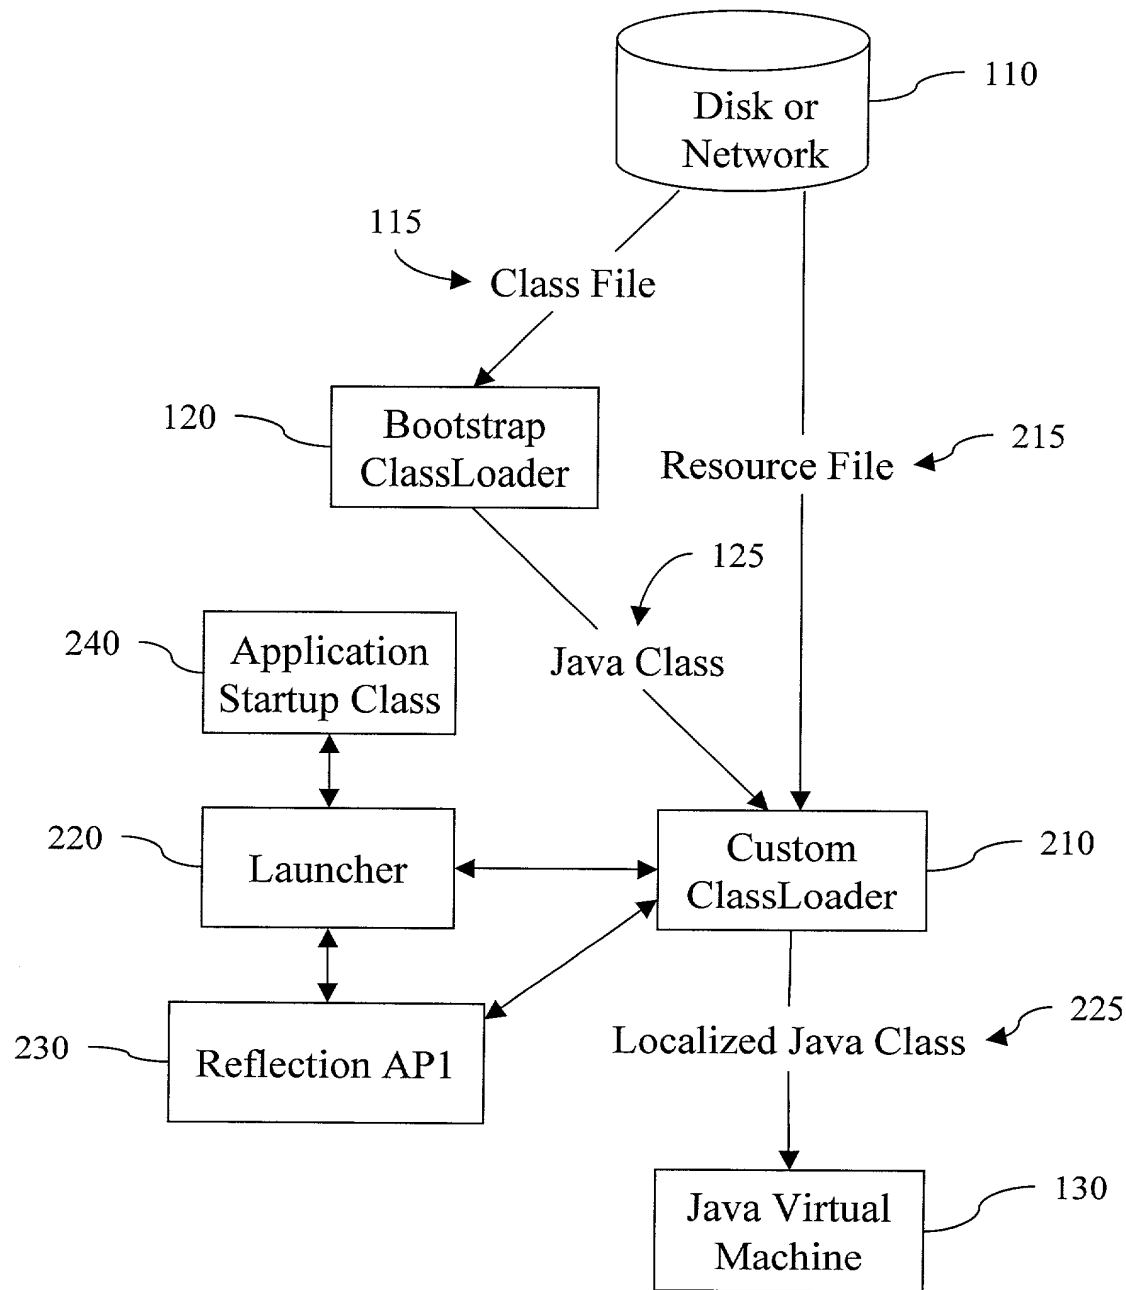 110
Disk or
Network
115
Class File
120
Bootstrap
ClassLoader
215
Resource File
125
240
Application
Startup Class
Java Class
220
Launcher
Custom
ClassLoader
210
230
Reflection AP1
225
Localized Java Class
130
Java Virtual
Machine